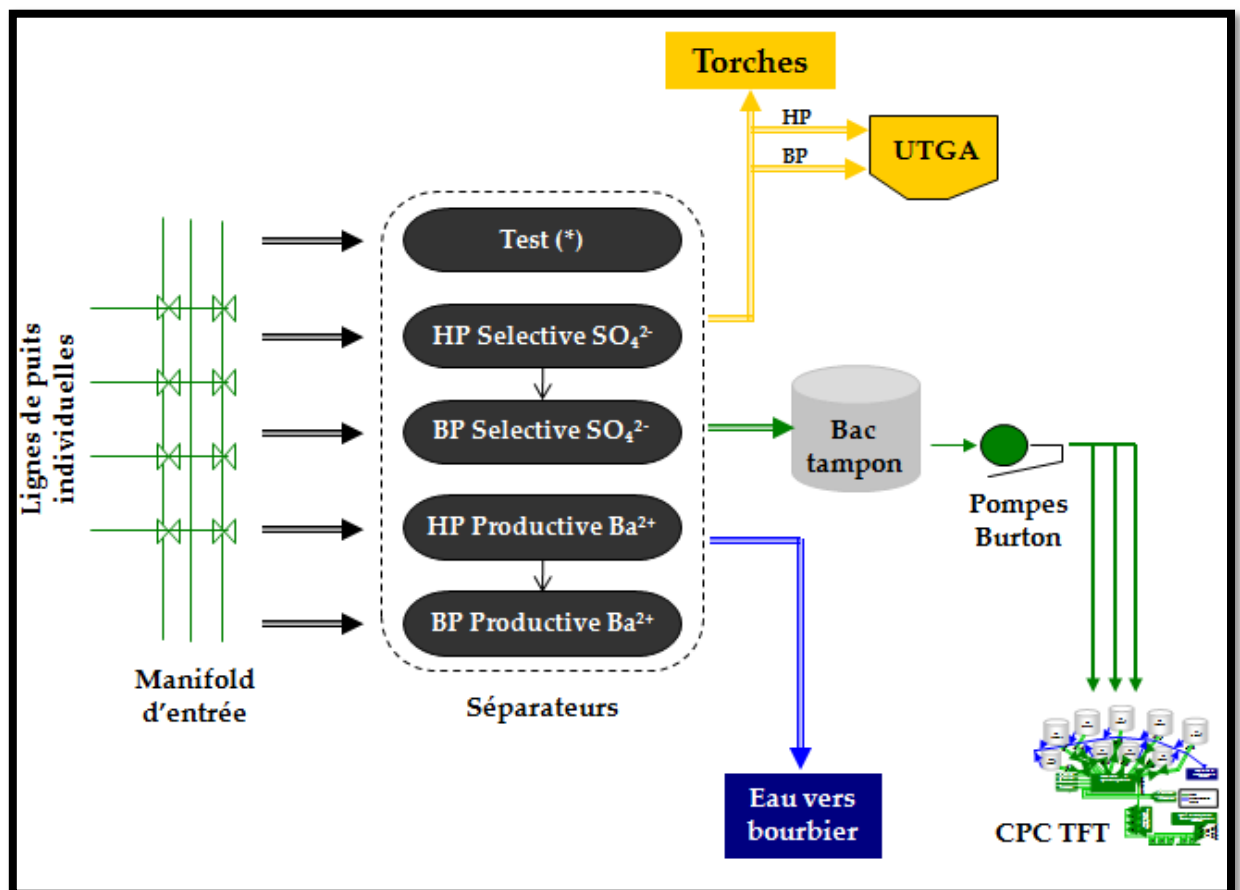 Torches
HP
BP
UTGA
Lignes de puits
individuelles
Test (*)
HP Selective SO₄²⁻
BP Selective SO₄²⁻
HP Productive Ba²⁺
BP Productive Ba²⁺
Manifold
d’entrée
Séparateurs
Bac
tampon
Pompes
Burton
Eau vers
bourbier
CPC TFT